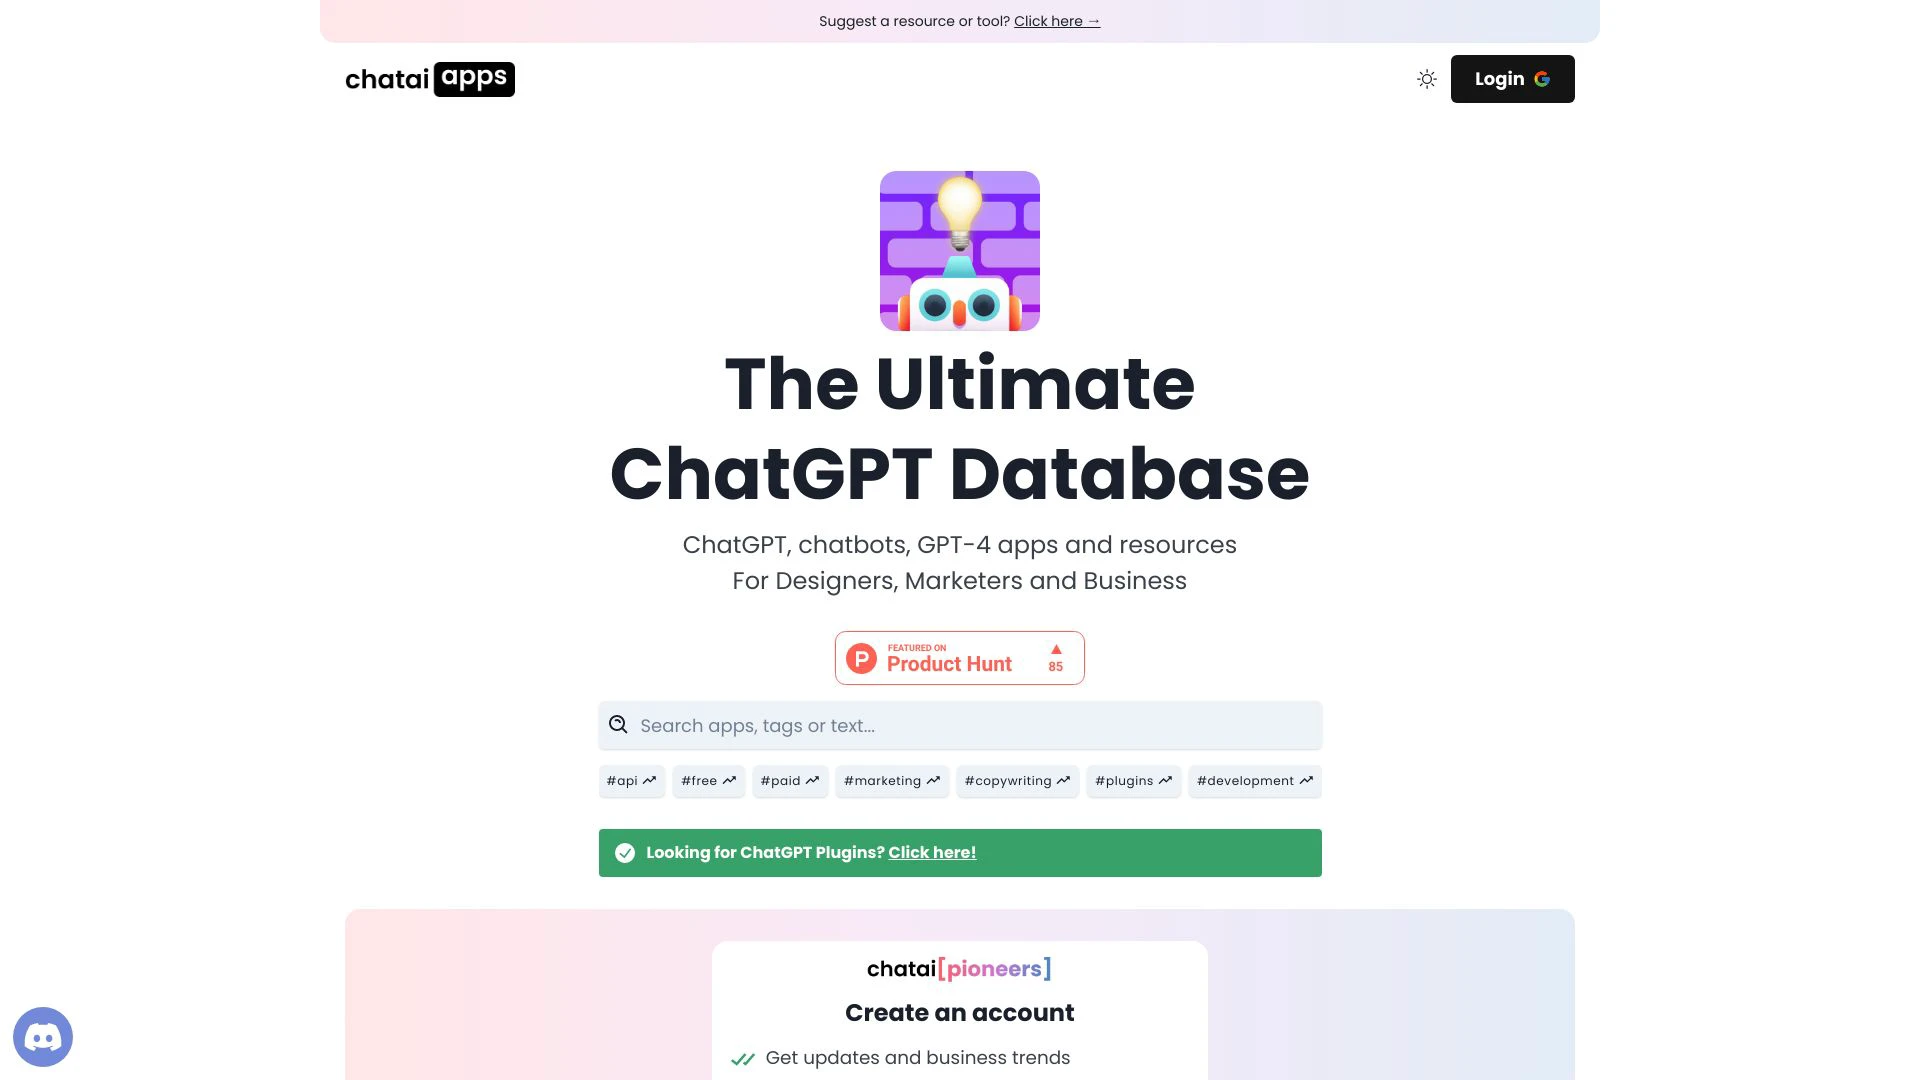 Suggest a resource or tool? Click here →
chatai apps
Login
The Ultimate
ChatGPT Database
ChatGPT, chatbots, GPT-4 apps and resources
For Designers, Marketers and Business
FEATURED ON
Product Hunt
▲
85
Search apps, tags or text...
#api #free #paid #marketing #copywriting #plugins #development
Looking for ChatGPT Plugins? Click here!
chatai[pioneers]
Create an account
Get updates and business trends